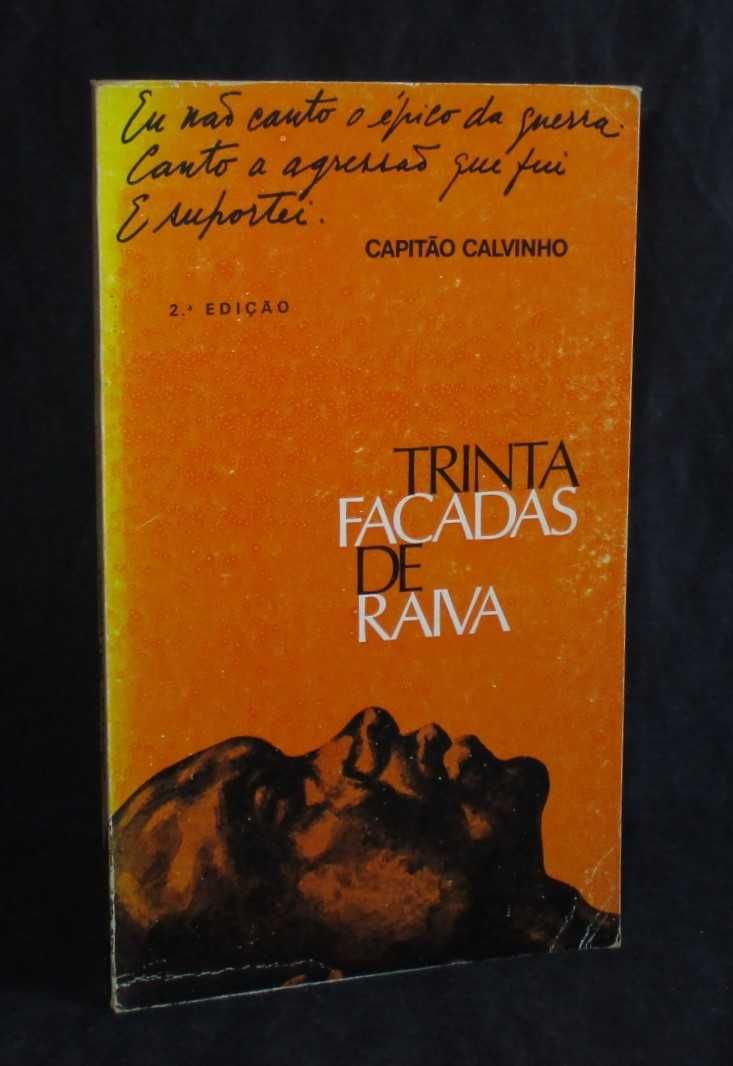 Eu não canto o épico da guerra.
Canto a agressão que fui
E suportei.
CAPITÃO CALVINHO
2.ª EDIÇÃO
TRINTA
FACADAS
DE
RAIVA